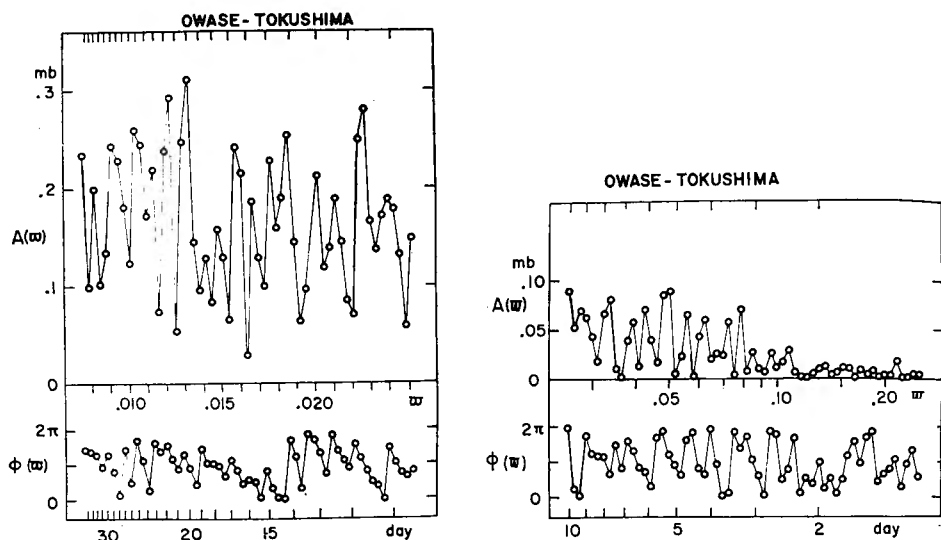 OWASE-TOKUSHIMA
mb
.3
.2
A(ϖ)
.1
0
.010 .015 .020 ϖ
2π
Φ(ϖ)
0
30 20 15 day
OWASE-TOKUSHIMA
mb
.10
A(ϖ)
.05
0
.05 .10 .20 ϖ
2π
Φ(ϖ)
0
10 5 2 day